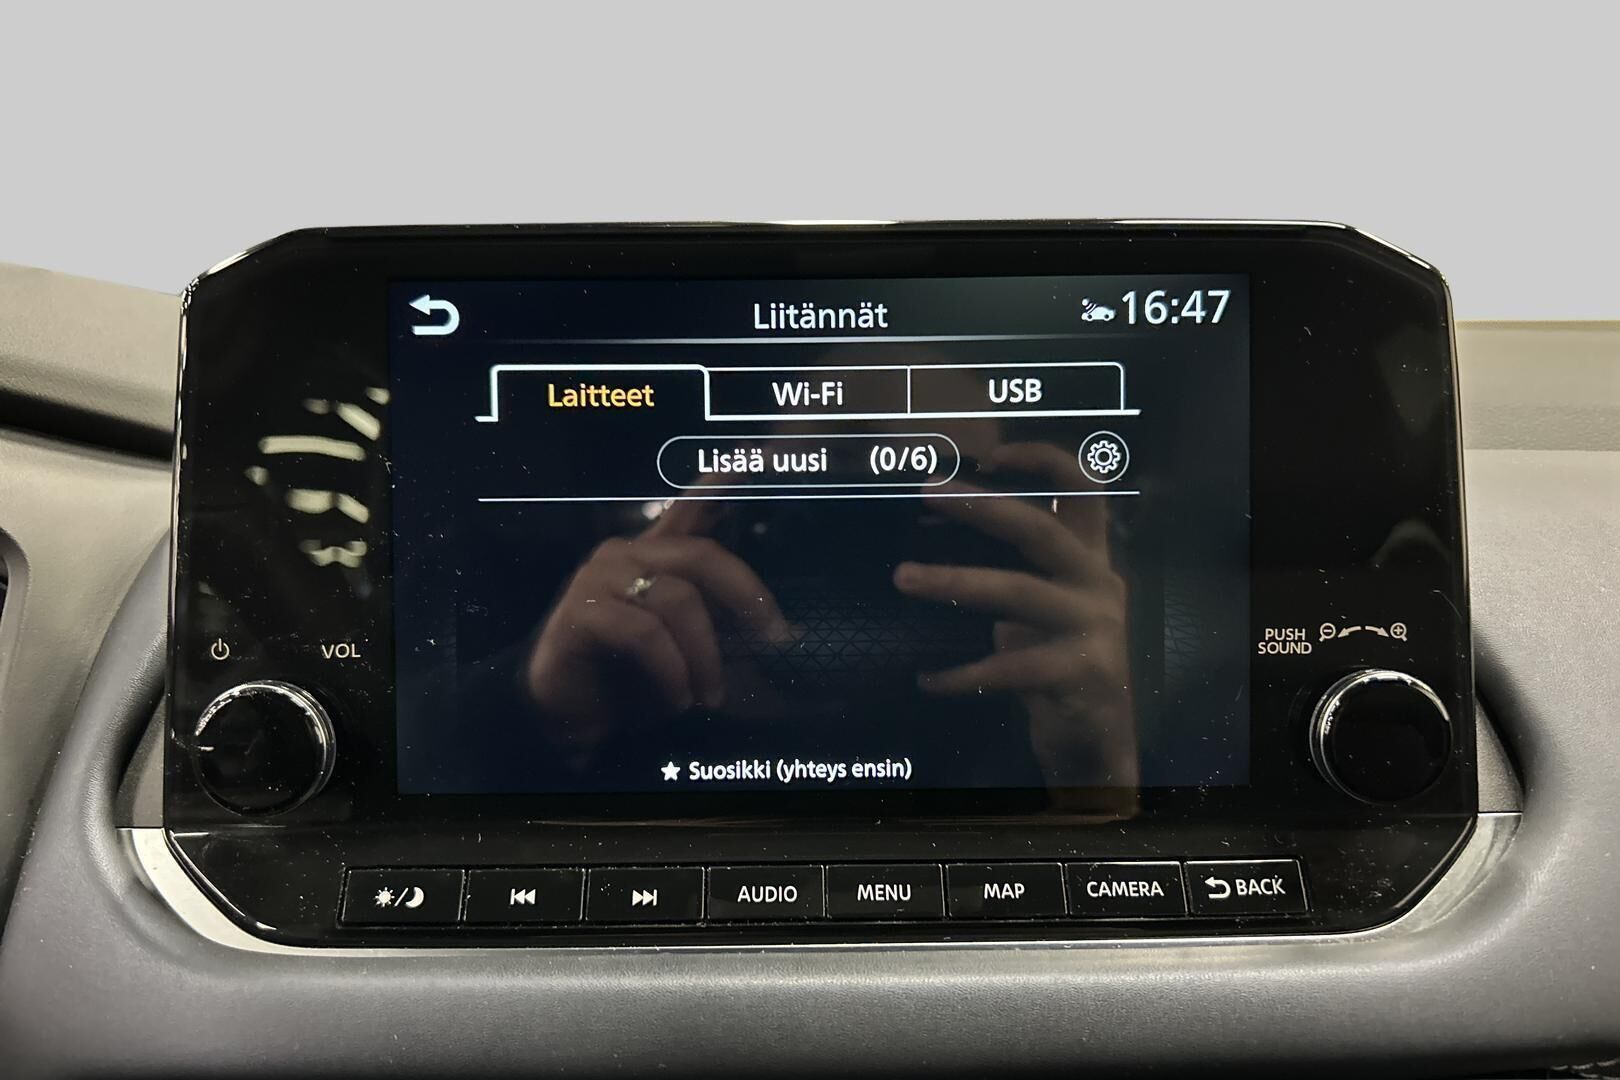 Liitännät
16:47
Laitteet
Wi-Fi
USB
Lisää uusi (0/6)
★ Suosikki (yhteys ensin)
VOL
PUSH
SOUND
AUDIO
MENU
MAP
CAMERA
BACK